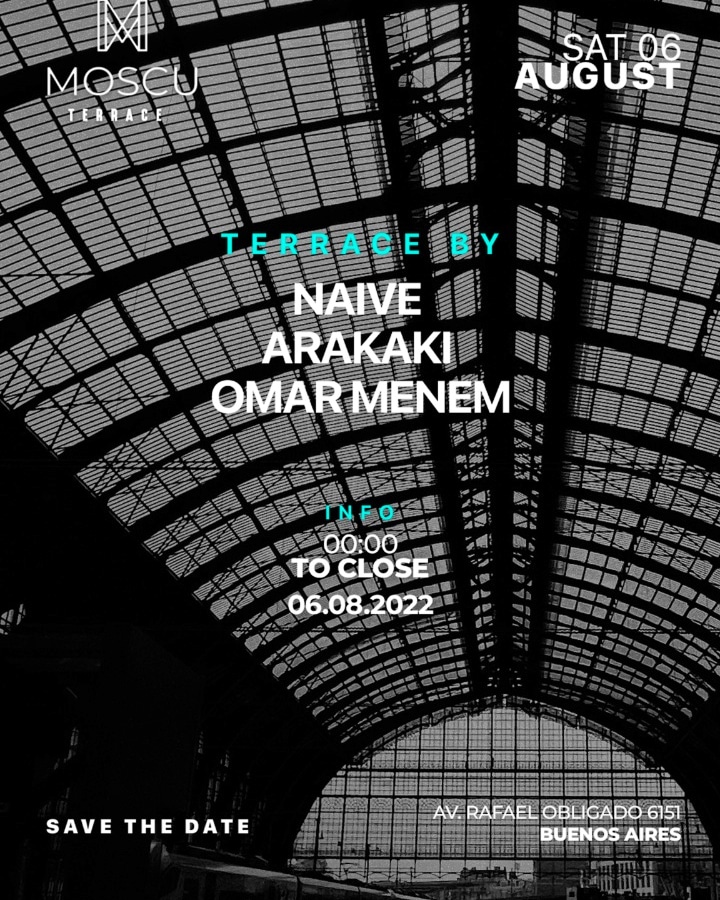 MOSCU
TERRACE
SAT 06
AUGUST
TERRACE BY
NAIVE
ARAKAKI
OMAR MENEM
INFO
00:00
TO CLOSE
06.08.2022
SAVE THE DATE
AV. RAFAEL OBLIGADO 6151
BUENOS AIRES